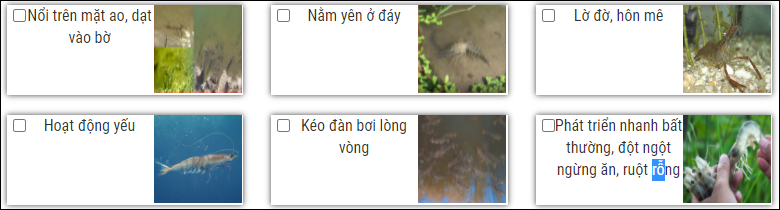 Nổi trên mặt ao, dạt
vào bờ
Nằm yên ở đáy
Lờ đờ, hôn mê
Hoạt động yếu
Kéo đàn bơi lòng
vòng
Phát triển nhanh bất
thường, đột ngột
ngừng ăn, ruột rỗng